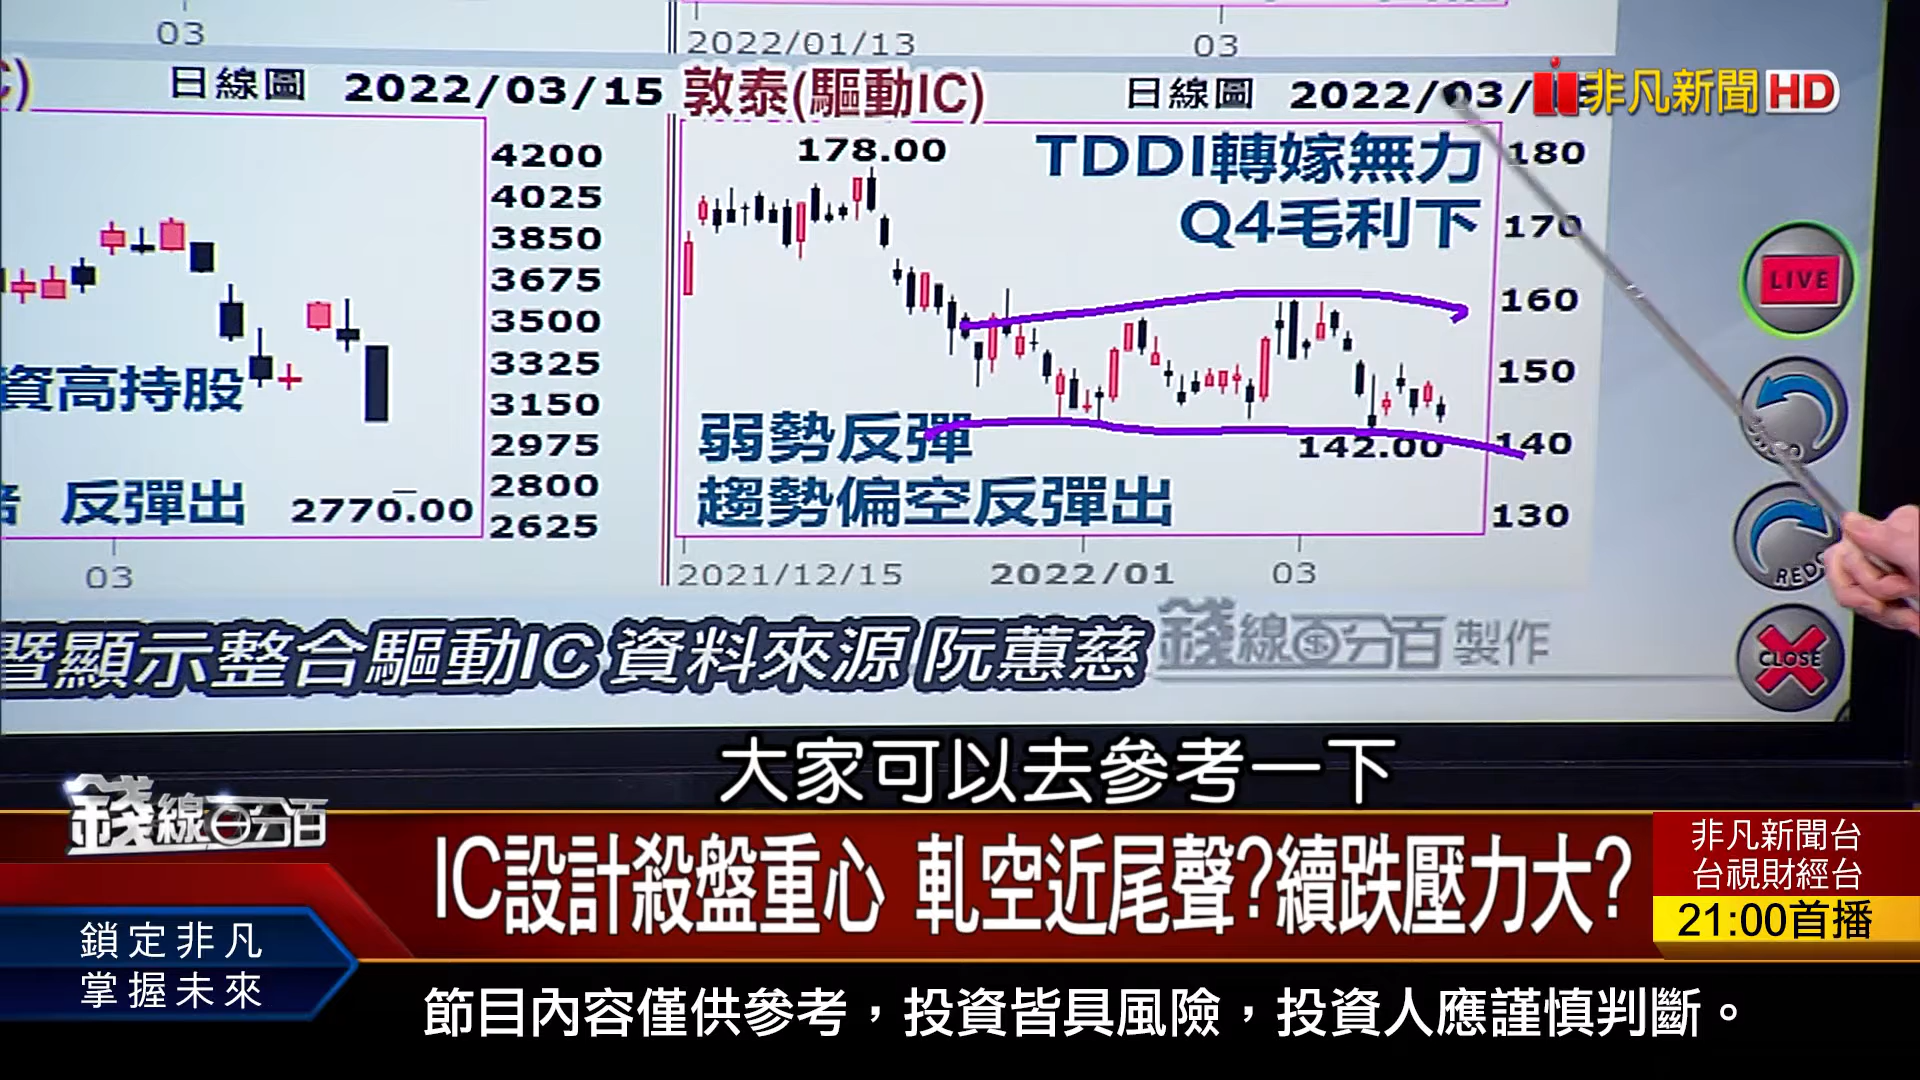 03
2022/01/13
03
C)
日線圖 2022/03/15
敦泰(驅動IC)
日線圖 2022/03/
非凡新聞HD
4200
4025
3850
3675
3500
3325
3150
2975
2800
2625
資高持股
倍 反彈出
2770.00
03
178.00
TDDI轉嫁無力
Q4毛利下
180
170
160
150
140
130
弱勢反彈
趨勢偏空反彈出
142.00
2021/12/15
2022/01
03
LIVE
REDO
CLOSE
暨顯示整合驅動IC 資料來源 阮蕙慈
錢線百分百 製作
大家可以去參考一下
錢線百分百
IC設計殺盤重心 軋空近尾聲?續跌壓力大?
非凡新聞台
台視財經台
21:00首播
鎖定非凡
掌握未來
節目內容僅供參考，投資皆具風險，投資人應謹慎判斷。